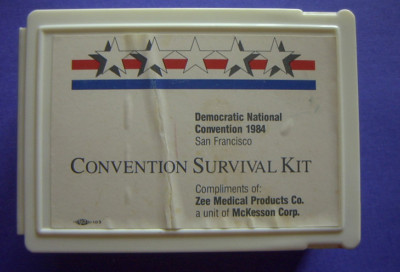 Democratic National
Convention 1984
San Francisco
CONVENTION SURVIVAL KIT
Compliments of:
Zee Medical Products Co.
a unit of McKesson Corp.